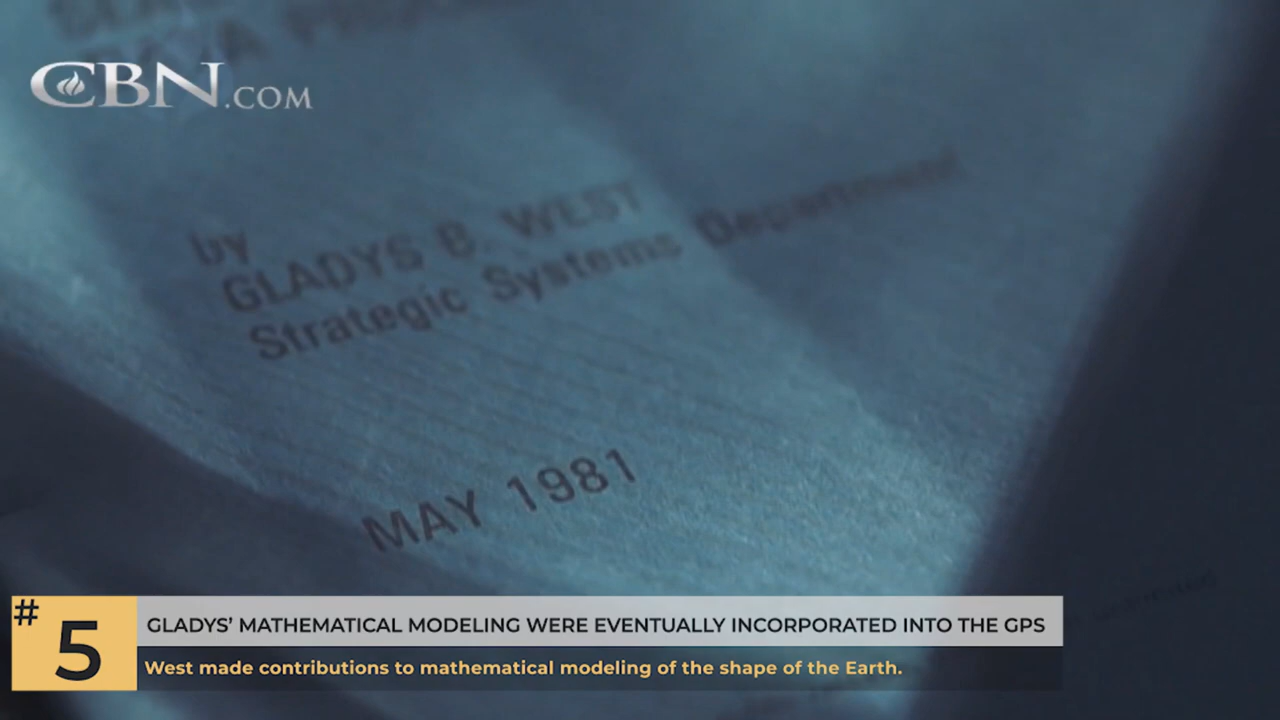 CBN.COM
by
GLADYS B. WEST
Strategic Systems Department
MAY 1981
#5
GLADYS’ MATHEMATICAL MODELING WERE EVENTUALLY INCORPORATED INTO THE GPS
West made contributions to mathematical modeling of the shape of the Earth.